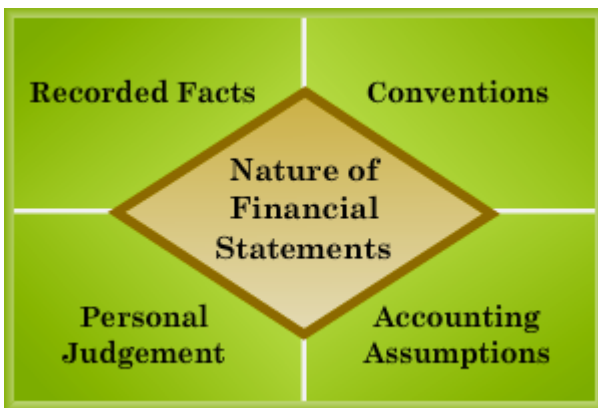 Recorded Facts
Conventions
Nature of
Financial
Statements
Personal
Judgement
Accounting
Assumptions